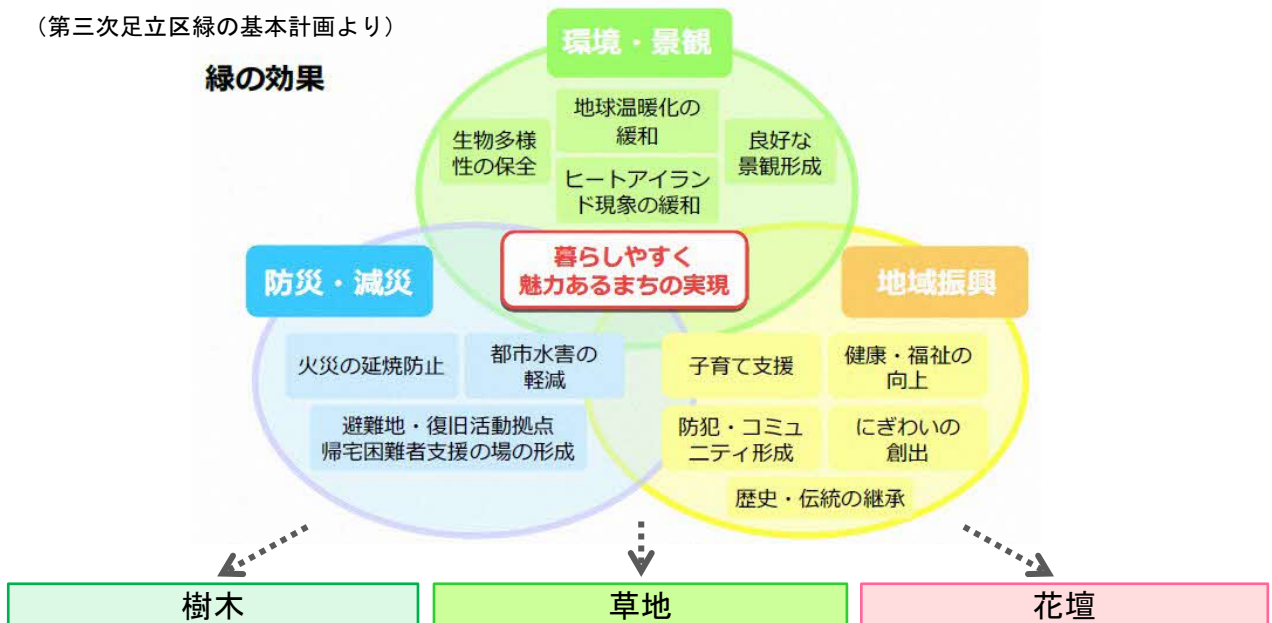 （第三次足立区緑の基本計画より）
緑の効果
環境・景観
地球温暖化の
緩和
生物多様
性の保全
良好な
景観形成
ヒートアイラン
ド現象の緩和
暮らしやすく
魅力あるまちの実現
防災・減災
地域振興
火災の延焼防止
都市水害の
軽減
避難地・復旧活動拠点
帰宅困難者支援の場の形成
子育て支援
健康・福祉の
向上
防犯・コミュ
ニティ形成
にぎわいの
創出
歴史・伝統の継承
樹木
草地
花壇